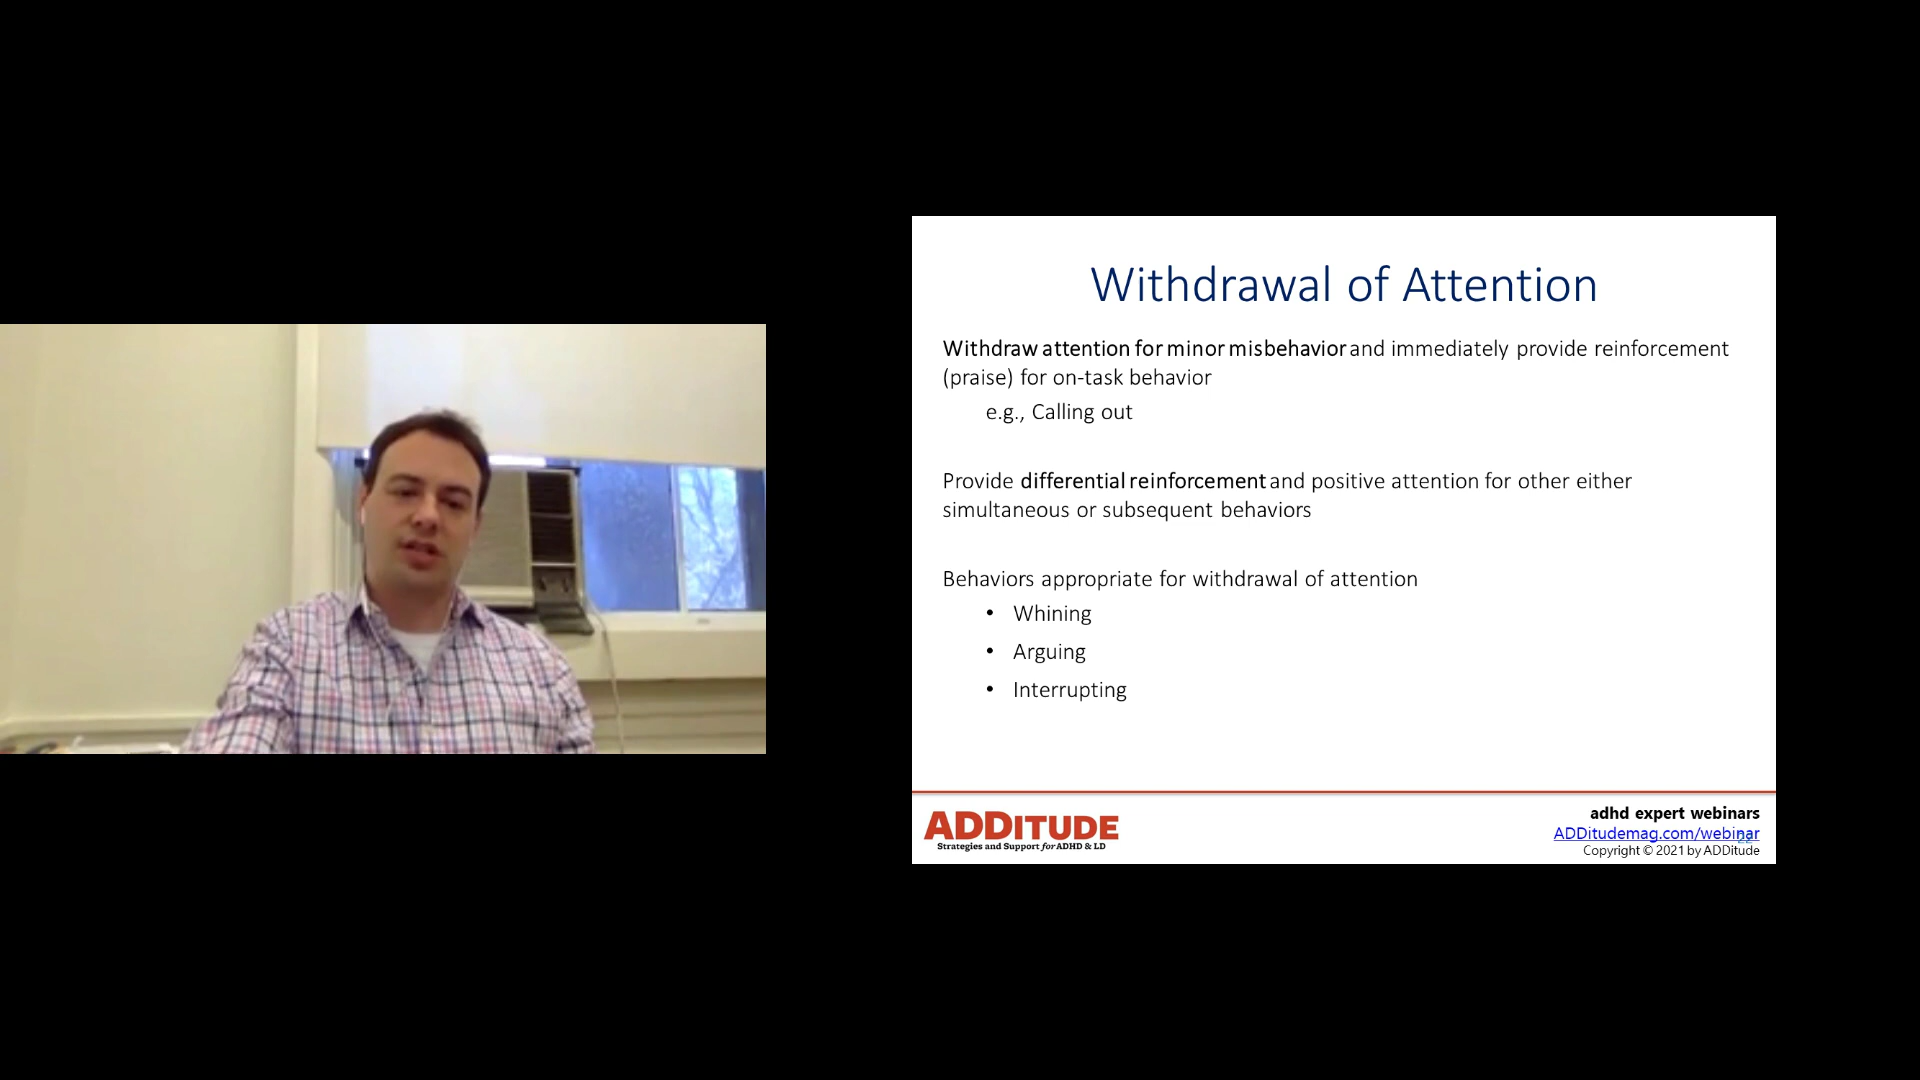 Withdrawal of Attention
Withdraw attention for minor misbehavior and immediately provide reinforcement
(praise) for on-task behavior
e.g., Calling out
Provide differential reinforcement and positive attention for other either
simultaneous or subsequent behaviors
Behaviors appropriate for withdrawal of attention
• Whining
• Arguing
• Interrupting
ADDITUDE
Strategies and Support for ADHD & LD
adhd expert webinars
ADDitudemag.com/webinar
22
Copyright © 2021 by ADDitude